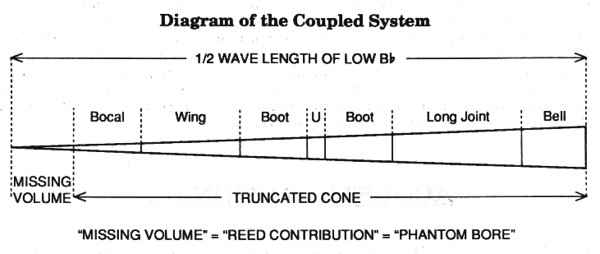 Diagram of the Coupled System
1/2 WAVE LENGTH OF LOW B♭
Bocal Wing Boot U Boot Long Joint Bell
MISSING
VOLUME
TRUNCATED CONE
"MISSING VOLUME" = "REED CONTRIBUTION" = "PHANTOM BORE"